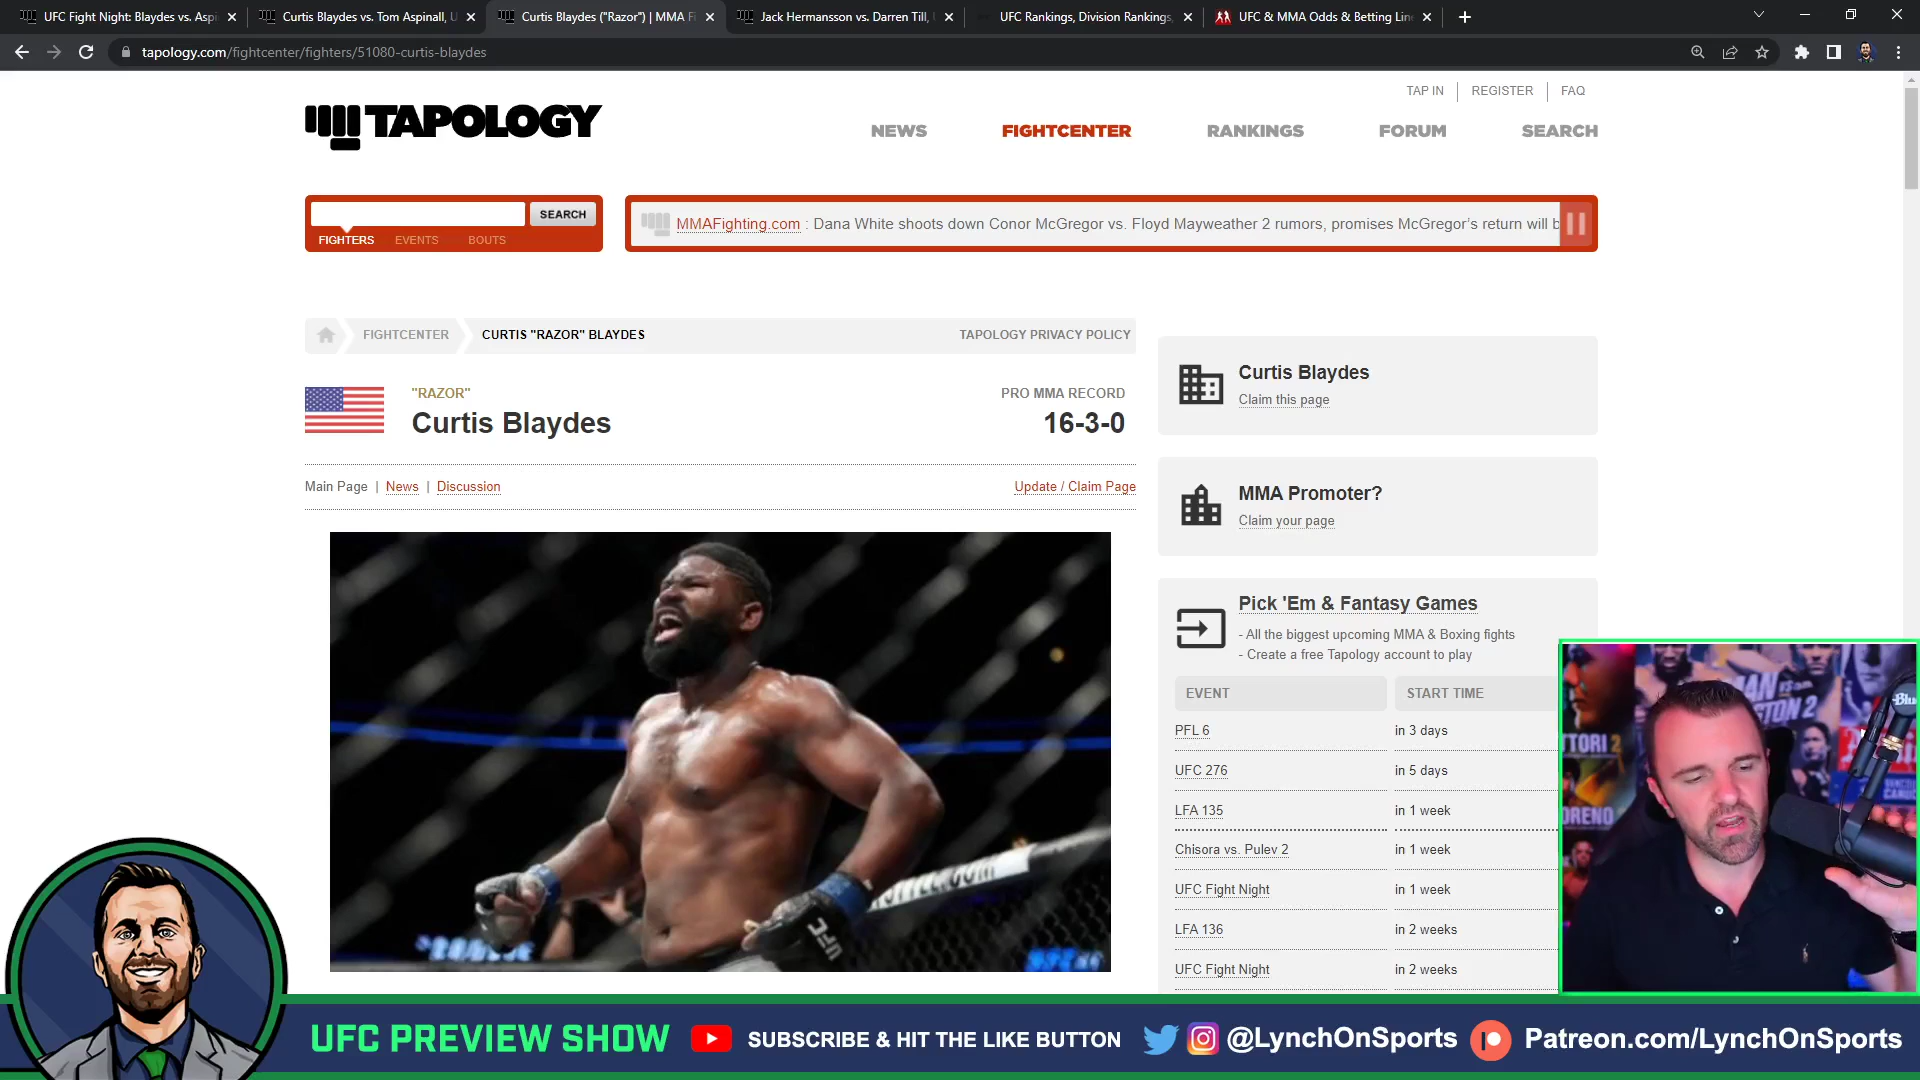 UFC Fight Night: Blaydes vs. Aspi
Curtis Blaydes vs. Tom Aspinall, U
Curtis Blaydes ("Razor") | MMA F
Jack Hermansson vs. Darren Till,
UFC Rankings, Division Rankings,
UFC & MMA Odds & Betting Lin
tapology.com/fightcenter/fighters/51080-curtis-blaydes
TAP IN | REGISTER | FAQ
TAPOLOGY
NEWS FIGHTCENTER RANKINGS FORUM SEARCH
SEARCH
FIGHTERS EVENTS BOUTS
MMAFighting.com : Dana White shoots down Conor McGregor vs. Floyd Mayweather 2 rumors, promises McGregor's return will b
FIGHTCENTER CURTIS "RAZOR" BLAYDES TAPOLOGY PRIVACY POLICY
"RAZOR"
Curtis Blaydes
PRO MMA RECORD
16-3-0
Main Page | News | Discussion
Update / Claim Page
Curtis Blaydes
Claim this page
MMA Promoter?
Claim your page
Pick 'Em & Fantasy Games
- All the biggest upcoming MMA & Boxing fights
- Create a free Tapology account to play
EVENT START TIME
PFL 6 in 3 days
UFC 276 in 5 days
LFA 135 in 1 week
Chisora vs. Pulev 2 in 1 week
UFC Fight Night in 1 week
LFA 136 in 2 weeks
UFC Fight Night in 2 weeks
UFC
TTORI 2
STON 2
RENO
Blu
UFC PREVIEW SHOW
SUBSCRIBE & HIT THE LIKE BUTTON
@LynchOnSports
Patreon.com/LynchOnSports